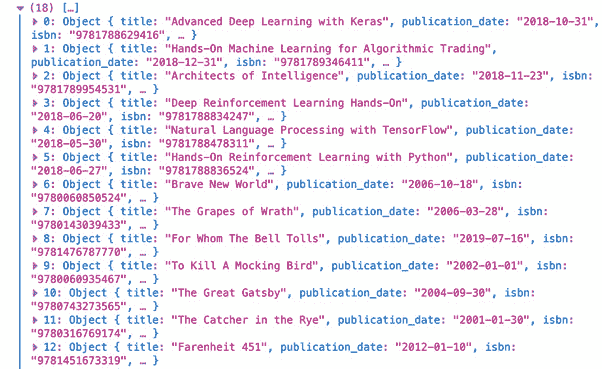 (18) […]
0: Object { title: "Advanced Deep Learning with Keras", publication_date: "2018-10-31",
isbn: "9781788629416", … }
1: Object { title: "Hands-On Machine Learning for Algorithmic Trading",
publication_date: "2018-12-31", isbn: "9781789346411", … }
2: Object { title: "Architects of Intelligence", publication_date: "2018-11-23", isbn:
"9781789954531", … }
3: Object { title: "Deep Reinforcement Learning Hands-On", publication_date:
"2018-06-20", isbn: "9781788834247", … }
4: Object { title: "Natural Language Processing with TensorFlow", publication_date:
"2018-05-30", isbn: "9781788478311", … }
5: Object { title: "Hands-On Reinforcement Learning with Python", publication_date:
"2018-06-27", isbn: "9781788836524", … }
6: Object { title: "Brave New World", publication_date: "2006-10-18", isbn:
"9780060850524", … }
7: Object { title: "The Grapes of Wrath", publication_date: "2006-03-28", isbn:
"9780143039433", … }
8: Object { title: "For Whom The Bell Tolls", publication_date: "2019-07-16", isbn:
"9781476787770", … }
9: Object { title: "To Kill A Mocking Bird", publication_date: "2002-01-01", isbn:
"9780060935467", … }
10: Object { title: "The Great Gatsby", publication_date: "2004-09-30", isbn:
"9780743273565", … }
11: Object { title: "The Catcher in the Rye", publication_date: "2001-01-30", isbn:
"9780316769174", … }
12: Object { title: "Farenheit 451", publication_date: "2012-01-10", isbn:
"9781451673319", … }